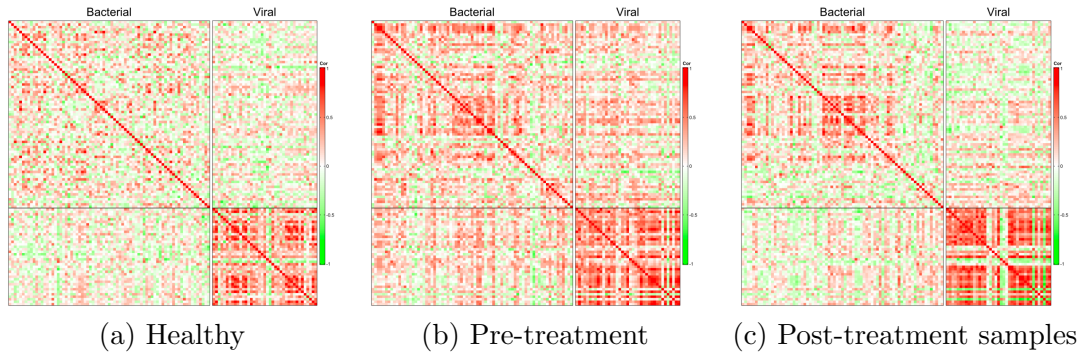 Bacterial Viral
Cor
1
0.5
0
-0.5
-1
(a) Healthy
Bacterial Viral
Cor
1
0.5
0
-0.5
-1
(b) Pre-treatment
Bacterial Viral
Cor
1
0.5
0
-0.5
-1
(c) Post-treatment samples